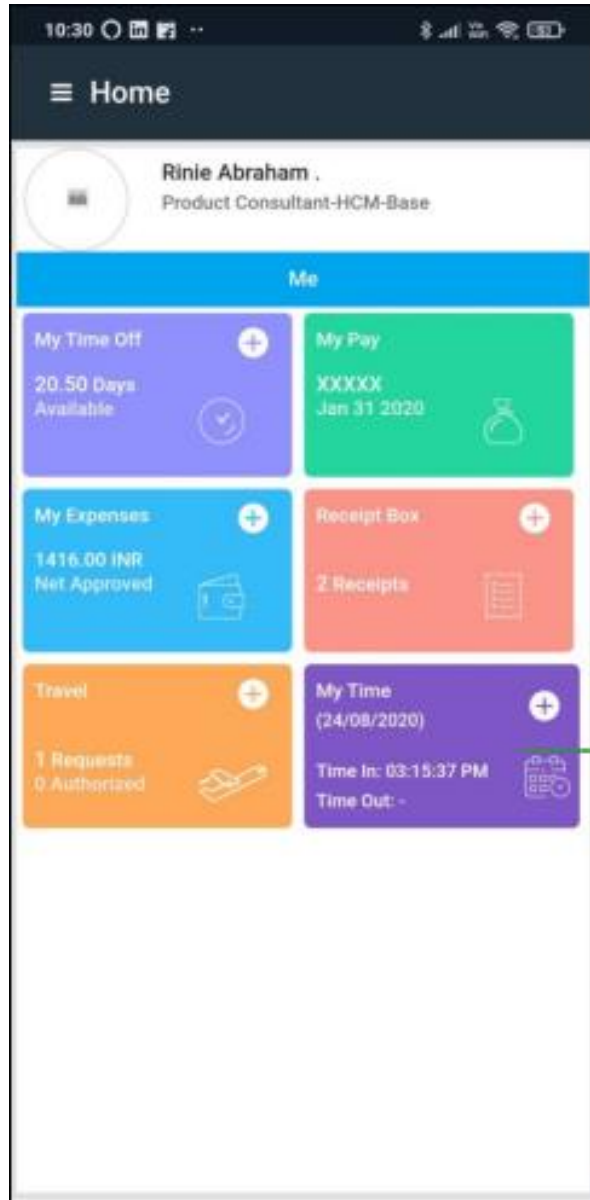 10:30
Home
Rinie Abraham .
Product Consultant-HCM-Base
Me
My Time Off
20.50 Days
Available
My Pay
XXXXX
Jan 31 2020
My Expenses
1416.00 INR
Net Approved
Receipt Box
2 Receipts
Travel
1 Requests
0 Authorized
My Time
(24/08/2020)
Time In: 03:15:37 PM
Time Out: -